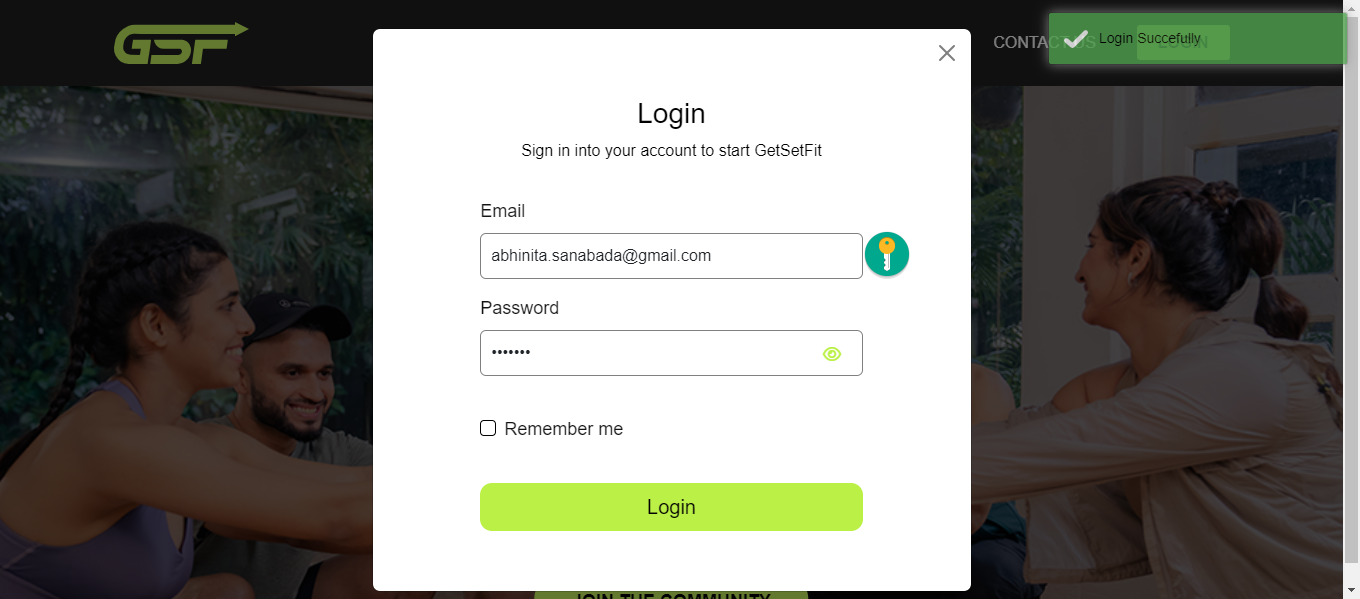 GSF
CONTACT US
LOGIN
Login Succefully
Login
Sign in into your account to start GetSetFit
Email
abhinita.sanabada@gmail.com
Password
•••••••
Remember me
Login
JOIN THE COMMUNITY